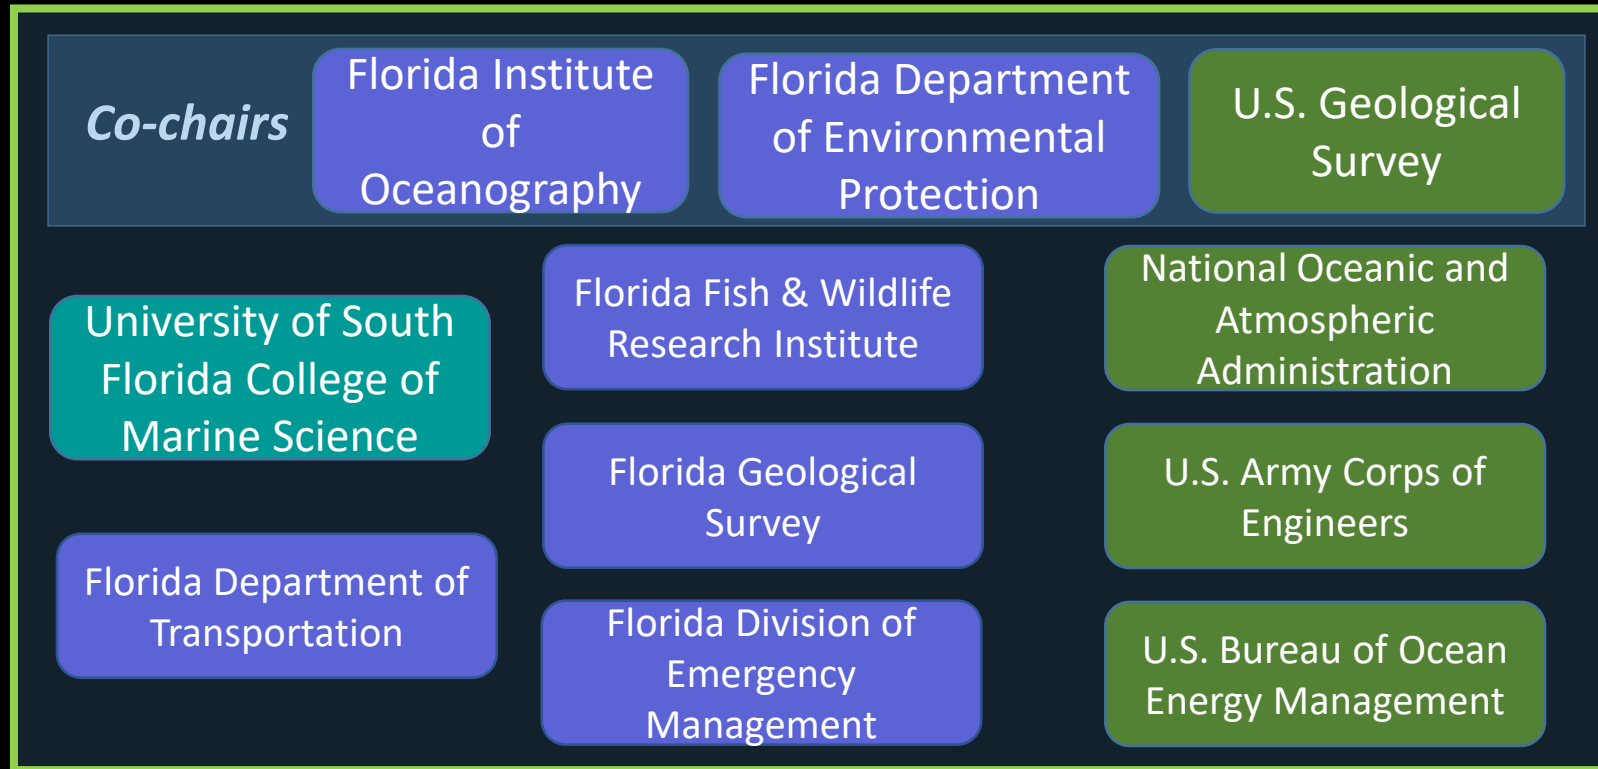 Co-chairs
Florida Institute
of
Oceanography
Florida Department
of Environmental
Protection
U.S. Geological
Survey
University of South
Florida College of
Marine Science
Florida Department of
Transportation
Florida Fish & Wildlife
Research Institute
Florida Geological
Survey
Florida Division of
Emergency
Management
National Oceanic and
Atmospheric
Administration
U.S. Army Corps of
Engineers
U.S. Bureau of Ocean
Energy Management